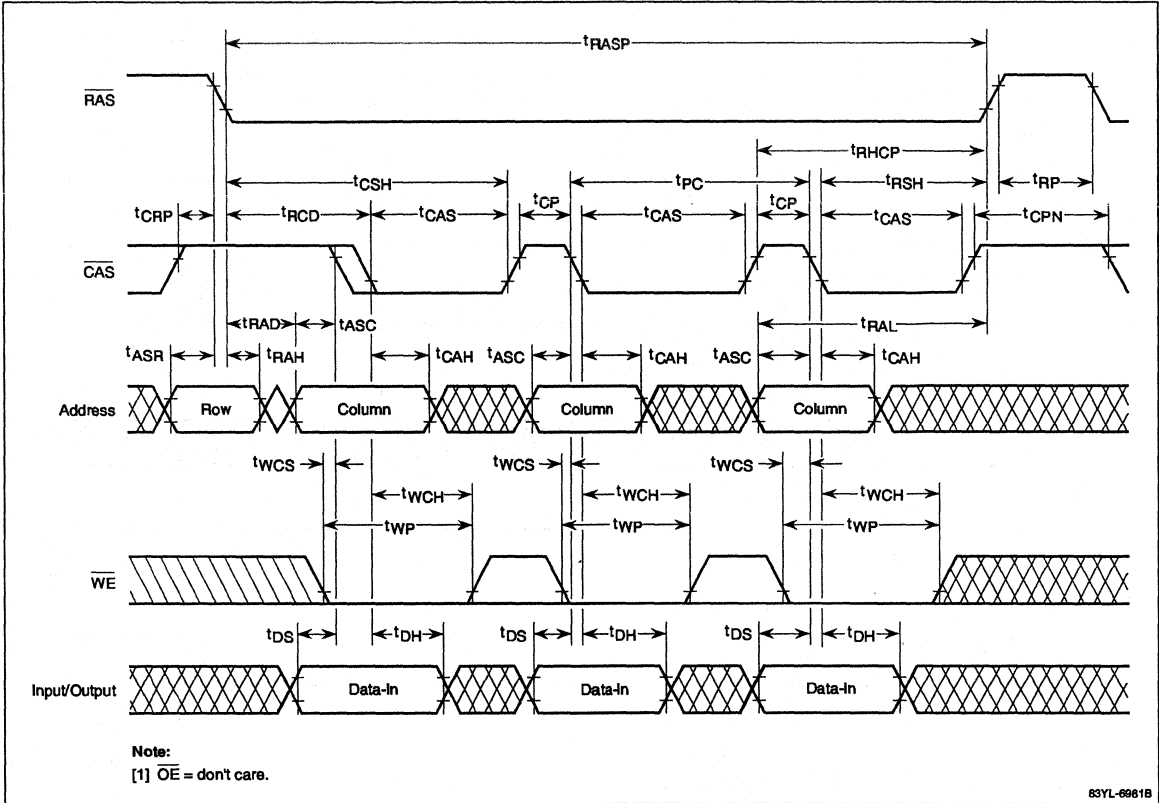 tRASP
RAS
tRHCP
tCSH tPC tRSH tRP
tCRP tRCD tCAS tCP tCAS tCP tCAS tCPN
CAS
tRAD tASC tRAL
tASR tRAH tCAH tASC tCAH tASC tCAH
Address Row Column Column Column
tWCS tWCS tWCS
tWCH tWCH tWCH
tWP tWP tWP
WE
tDS tDH tDS tDH tDS tDH
Input/Output Data-In Data-In Data-In
Note:
[1] OE = don't care.
83YL-6961B